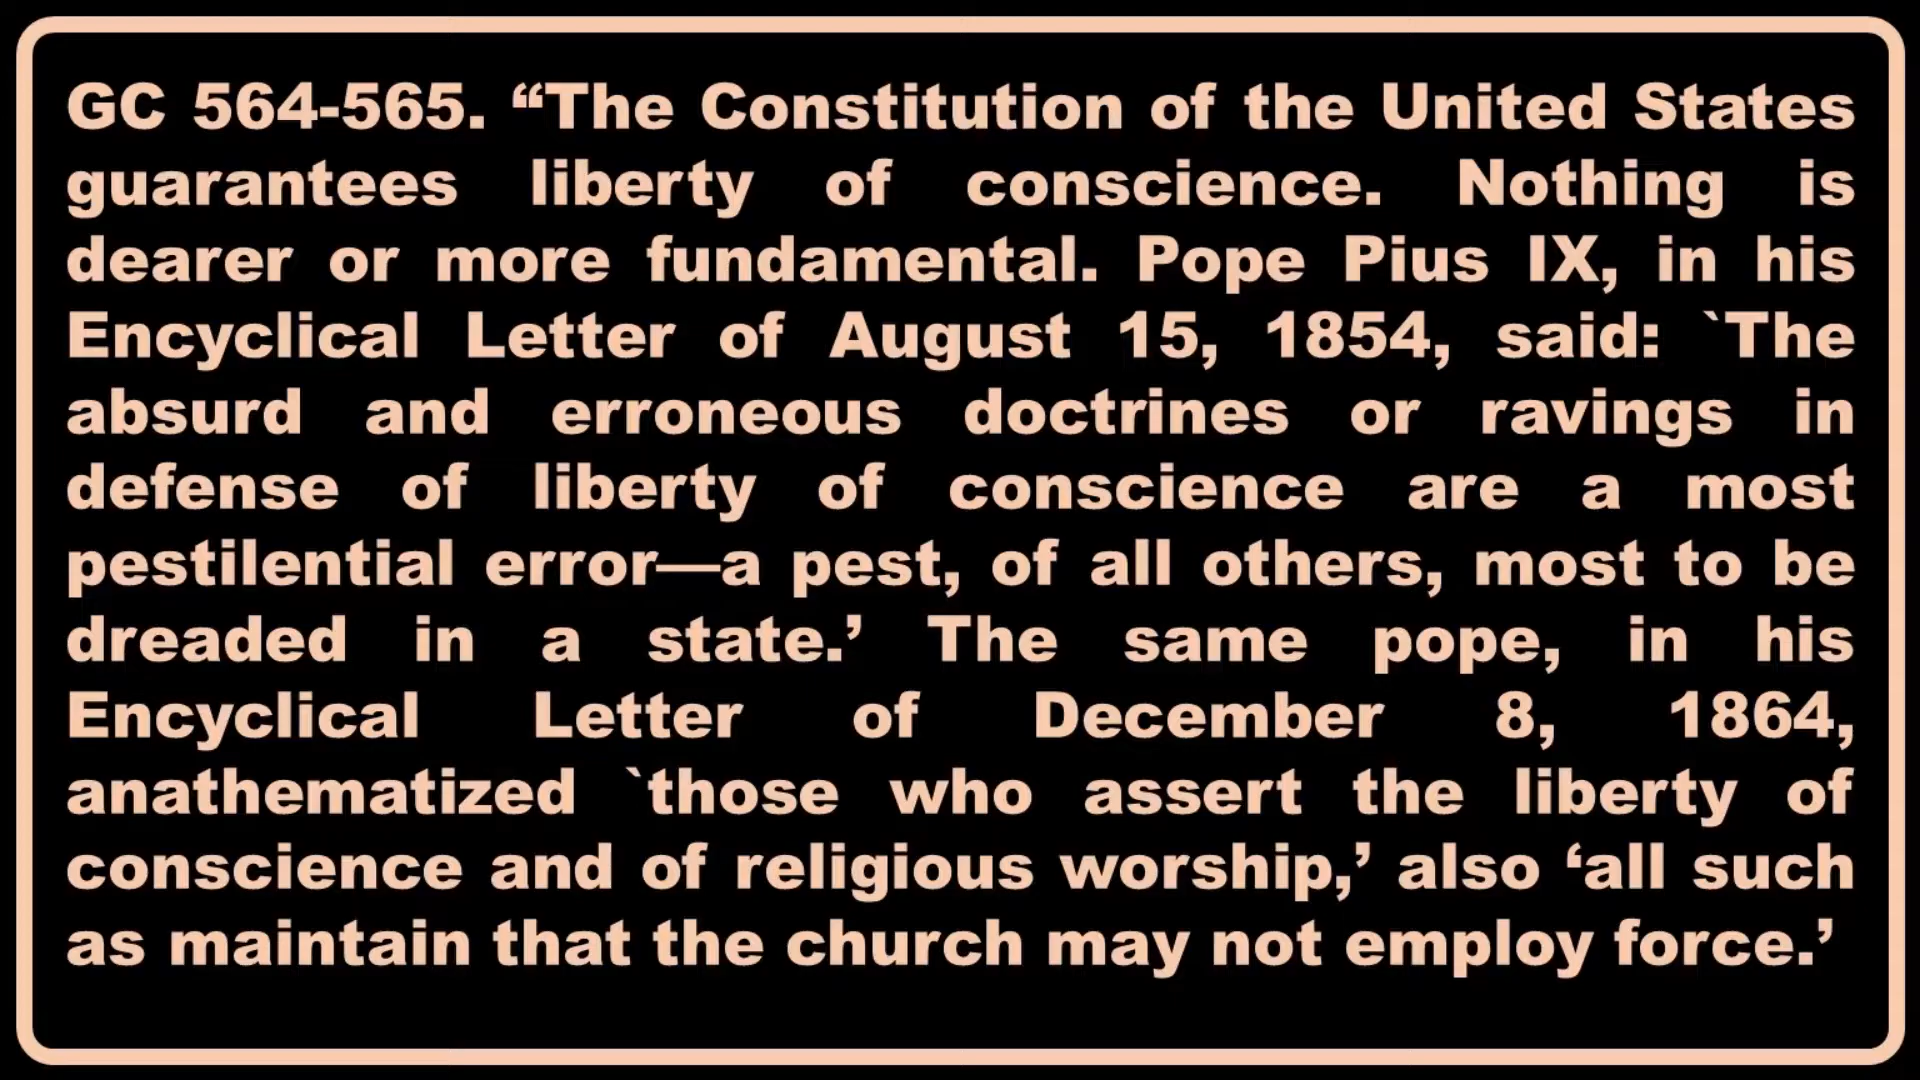 GC 564-565. “The Constitution of the United States
guarantees liberty of conscience. Nothing is
dearer or more fundamental. Pope Pius IX, in his
Encyclical Letter of August 15, 1854, said: `The
absurd and erroneous doctrines or ravings in
defense of liberty of conscience are a most
pestilential error—a pest, of all others, most to be
dreaded in a state.’ The same pope, in his
Encyclical Letter of December 8, 1864,
anathematized `those who assert the liberty of
conscience and of religious worship,’ also ‘all such
as maintain that the church may not employ force.’